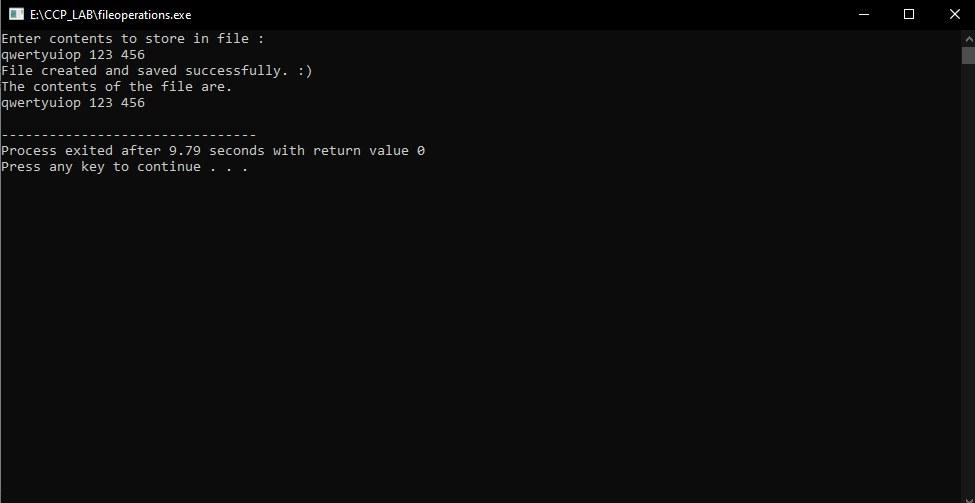 E:\CCP_LAB\fileoperations.exe
Enter contents to store in file :
qwertyuiop 123 456
File created and saved successfully. :)
The contents of the file are.
qwertyuiop 123 456
--------------------------------
Process exited after 9.79 seconds with return value 0
Press any key to continue . . .